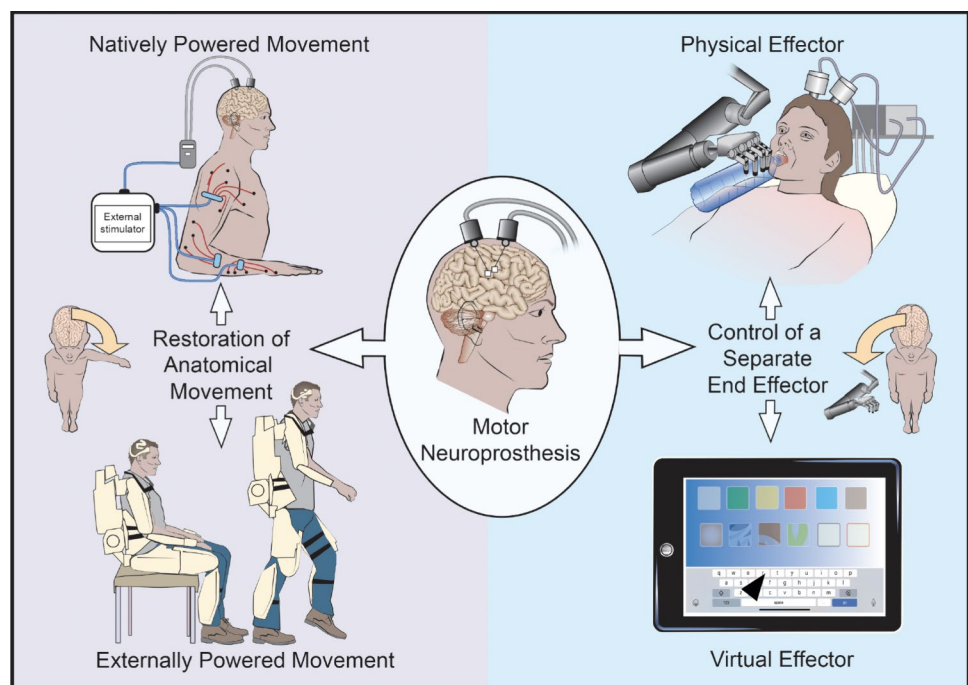 Natively Powered Movement
Physical Effector
External
stimulator
Restoration of
Anatomical
Movement
Motor
Neuroprosthesis
Control of a
Separate
End Effector
q w e t y u i o p
a s f g h j k l
z c v b n m
space
Externally Powered Movement
Virtual Effector